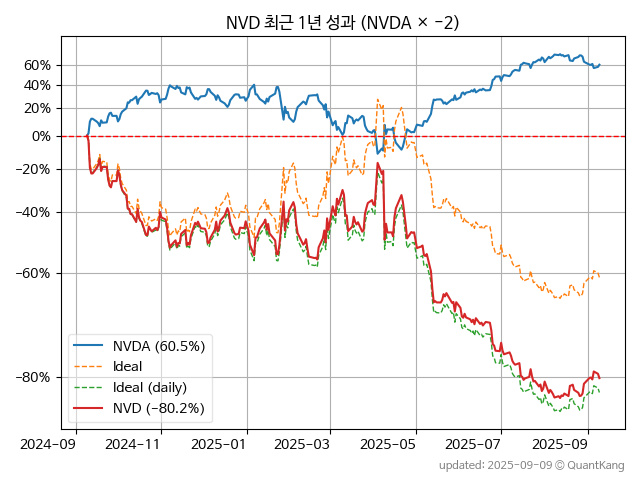 NVD 최근 1년 성과 (NVDA × −2)
60%
40%
20%
0%
−20%
−40%
−60%
−80%
NVDA (60.5%)
Ideal
Ideal (daily)
NVD (−80.2%)
2024−09 2024−11 2025−01 2025−03 2025−05 2025−07 2025−09
updated: 2025−09−09 © QuantKang